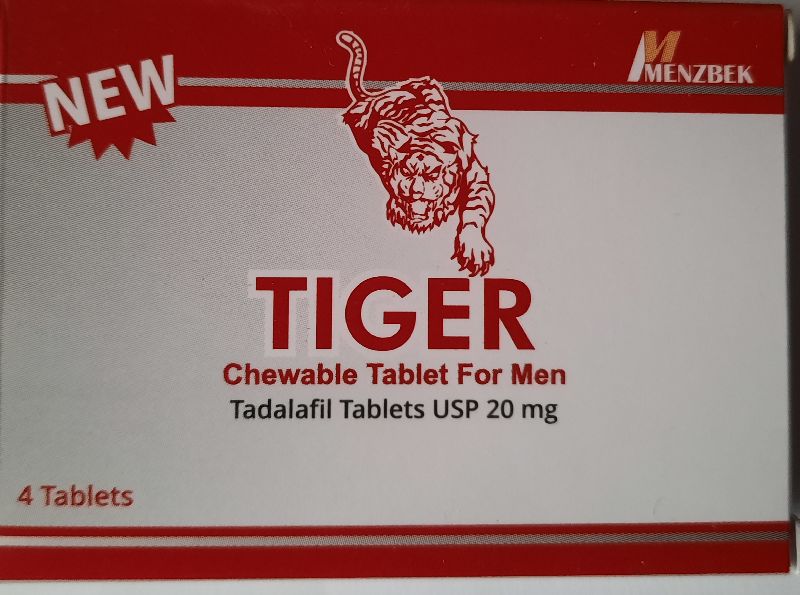 MENZBEK
NEW
TIGER
Chewable Tablet For Men
Tadalafil Tablets USP 20 mg
4 Tablets